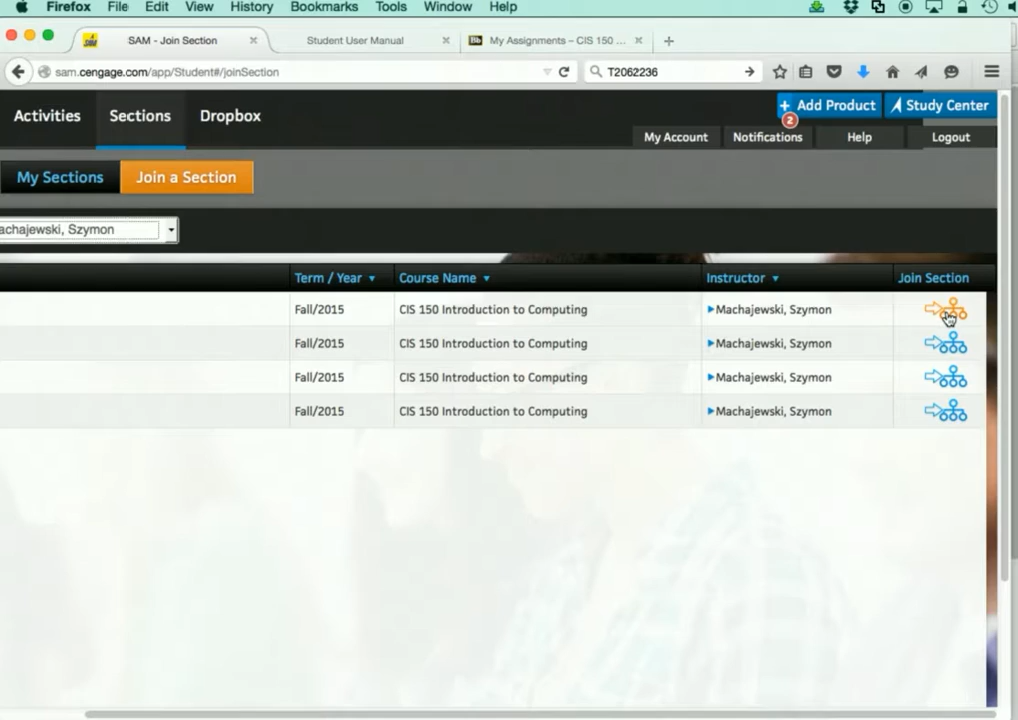 Firefox File Edit View History Bookmarks Tools Window Help
SAM - Join Section Student User Manual My Assignments – CIS 150 ...
sam.cengage.com/app/Student#/joinSection T2062236
Activities Sections Dropbox + Add Product Study Center
2
My Account Notifications Help Logout
My Sections Join a Section
achajewski, Szymon
Term / Year Course Name Instructor Join Section
Fall/2015 CIS 150 Introduction to Computing Machajewski, Szymon
Fall/2015 CIS 150 Introduction to Computing Machajewski, Szymon
Fall/2015 CIS 150 Introduction to Computing Machajewski, Szymon
Fall/2015 CIS 150 Introduction to Computing Machajewski, Szymon